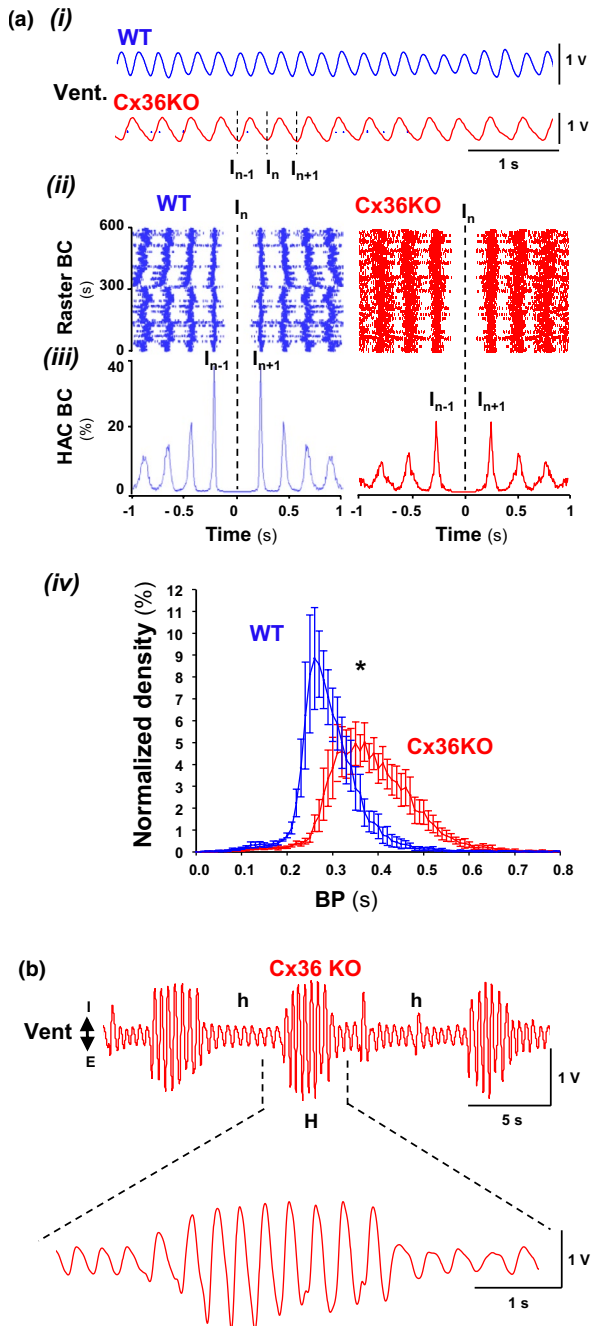 (a) (i)
WT
1 V
Vent.
Cx36KO
1 V
In-1 In In+1
1 s
(ii)
WT In Cx36KO In
Raster BC (s)
600
300
0
(iii)
In-1 In+1 In-1 In+1
HAC BC (%)
40
20
0
-1 -0.5 0 0.5 1 -1 -0.5 0 0.5 1
Time (s) Time (s)
(iv)
Normalized density (%)
12
11
10
9
8
7
6
5
4
3
2
1
0
WT
*
Cx36KO
0.0 0.1 0.2 0.3 0.4 0.5 0.6 0.7 0.8
BP (s)
(b)
Cx36 KO
I
Vent
E
h h
1 V
5 s
H
1 V
1 s